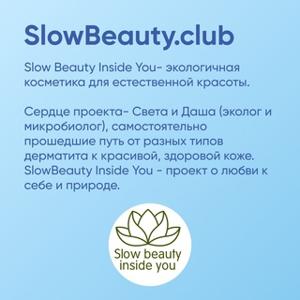 SlowBeauty.club
Slow Beauty Inside You- экологичная
косметика для естественной красоты.
Сердце проекта- Света и Даша (эколог и
микробиолог), самостоятельно
прошедшие путь от разных типов
дерматита к красивой, здоровой коже.
SlowBeauty Inside You - проект о любви к
себе и природе.
Slow beauty
inside you